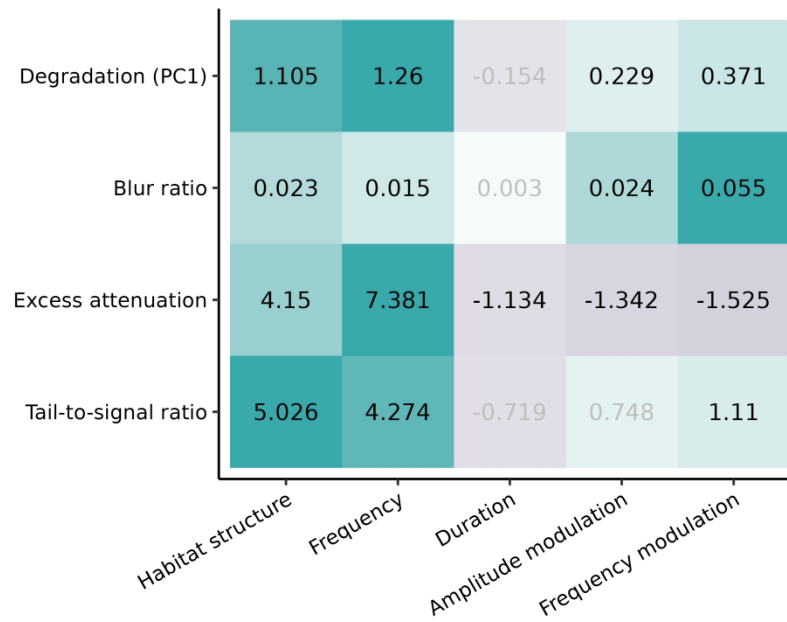 Degradation (PC1) 1.105 1.26 -0.154 0.229 0.371
Blur ratio 0.023 0.015 0.003 0.024 0.055
Excess attenuation 4.15 7.381 -1.134 -1.342 -1.525
Tail-to-signal ratio 5.026 4.274 -0.719 0.748 1.11
Habitat structure
Frequency
Duration
Amplitude modulation
Frequency modulation